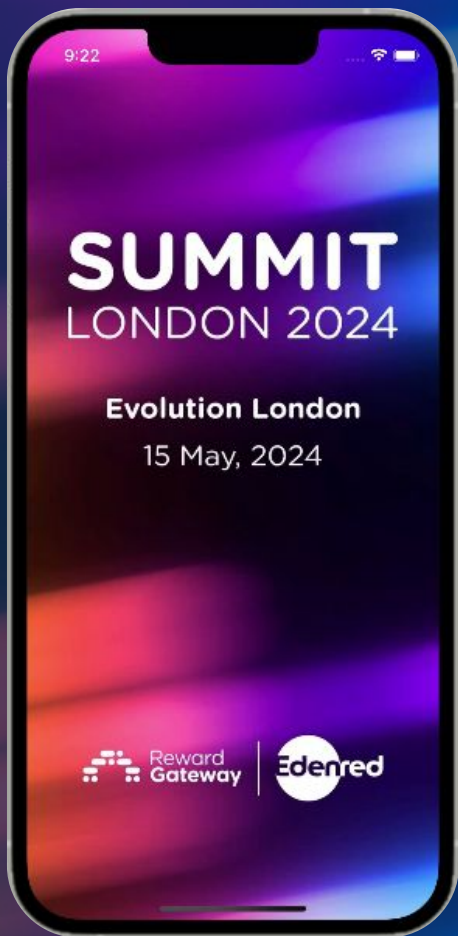 9:22
SUMMIT
LONDON 2024
Evolution London
15 May, 2024
Reward
Gateway
Edenred